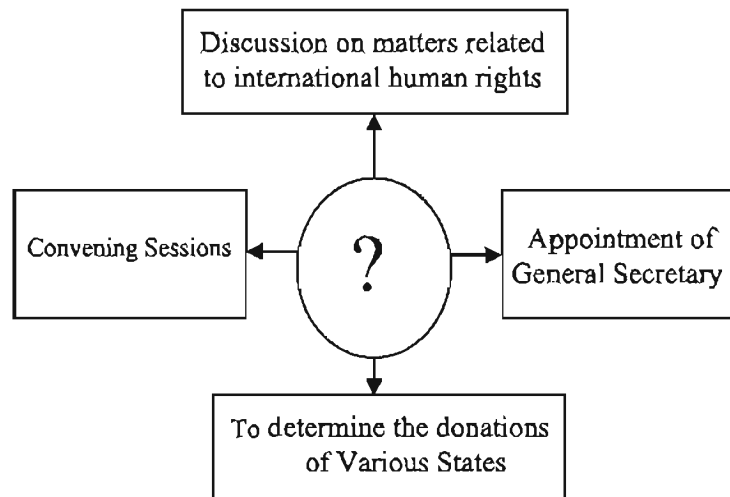 Discussion on matters related
to international human rights
Convening Sessions
?
Appointment of
General Secretary
To determine the donations
of Various States